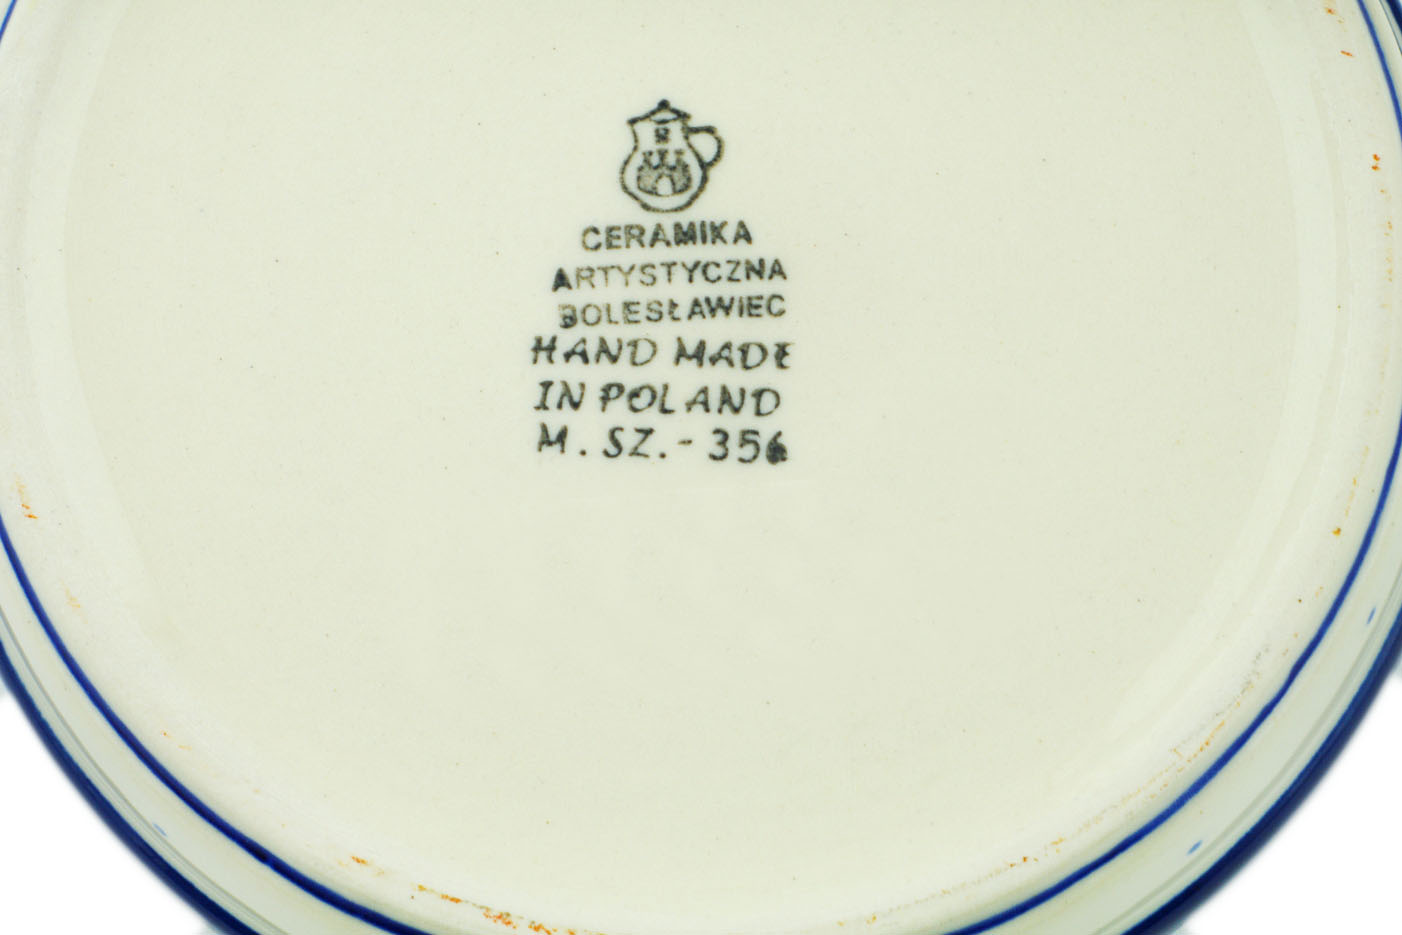 CERAMIKA
ARTYSTYCZNA
BOLESŁAWIEC
HAND MADE
IN POLAND
M. SZ. - 356